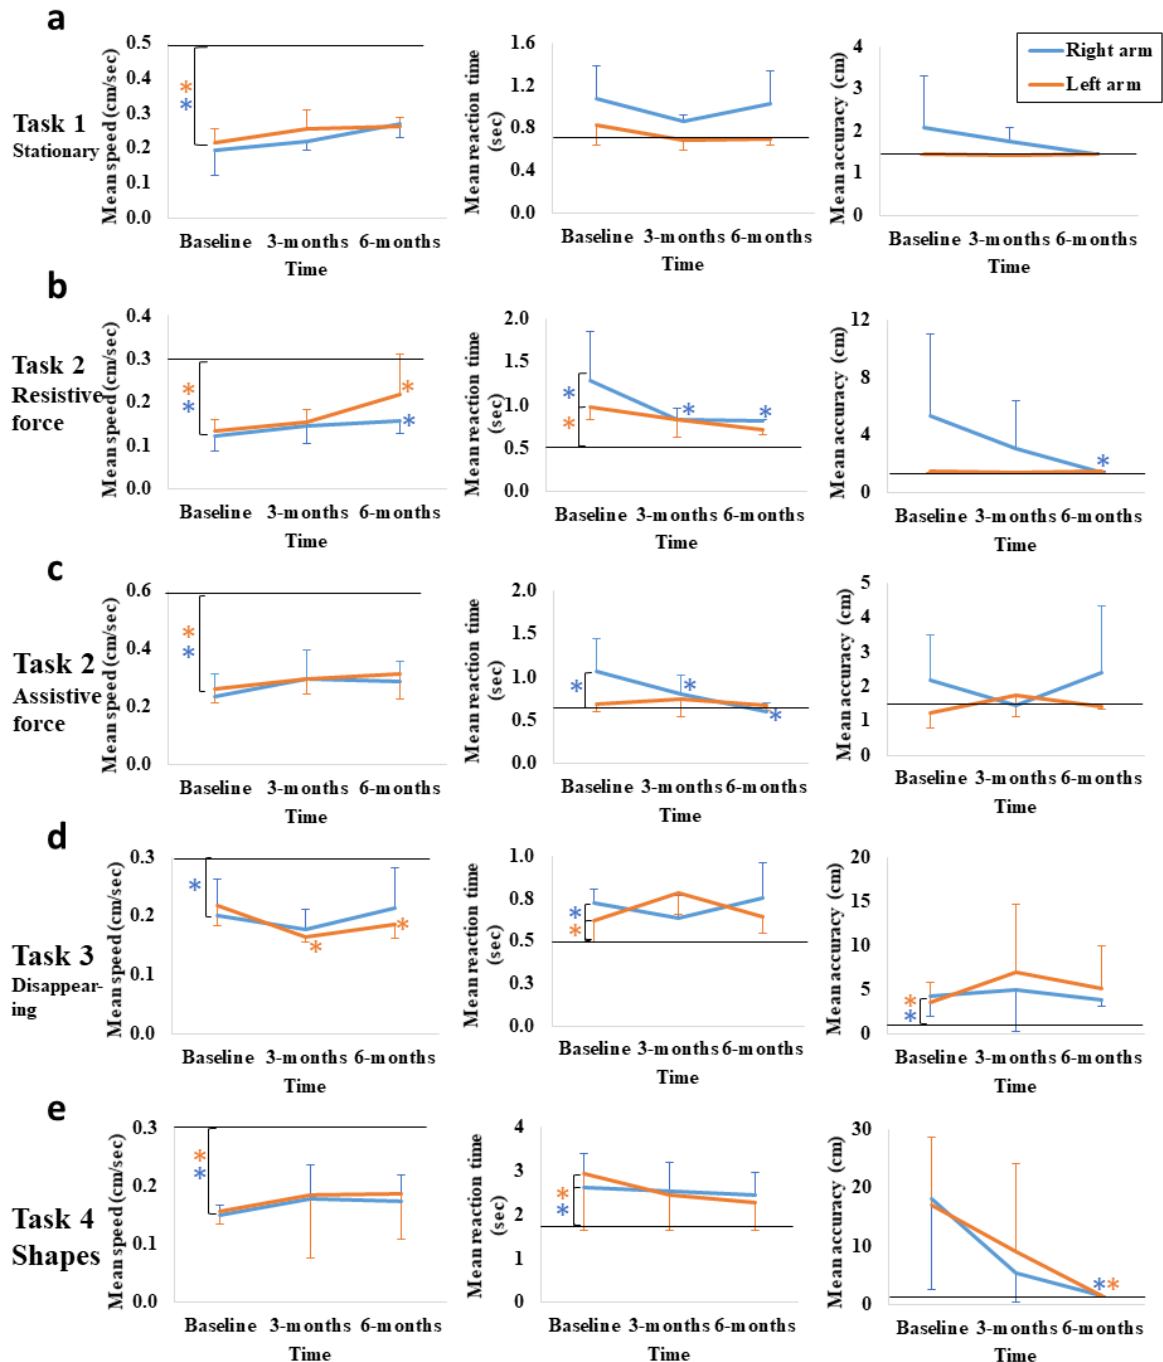 a
Task 1
Stationary
Mean speed (cm/sec)
0.5
0.4
0.3
0.2
0.1
0.0
*
*
Baseline 3-months 6-months
Time
Mean reaction time
(sec)
1.6
1.2
0.8
0.4
0.0
Baseline 3-months 6-months
Time
Mean accuracy (cm)
4
3
2
1
0
Baseline 3-months 6-months
Time
Right arm
Left arm
b
Task 2
Resistive
force
Mean speed (cm/sec)
0.4
0.3
0.2
0.1
0.0
*
*
*
*
Baseline 3-months 6-months
Time
Mean reaction time
(sec)
2.0
1.5
1.0
0.5
0.0
*
*
*
*
Baseline 3-months 6-months
Time
Mean accuracy (cm)
12
8
4
0
*
Baseline 3-months 6-months
Time
c
Task 2
Assistive
force
Mean speed (cm/sec)
0.6
0.4
0.2
0.0
*
*
Baseline 3-months 6-months
Time
Mean reaction time
(sec)
2.0
1.5
1.0
0.5
0.0
*
*
*
Baseline 3-months 6-months
Time
Mean accuracy (cm)
5
4
3
2
1
0
Baseline 3-months 6-months
Time
d
Task 3
Disappear-
ing
Mean speed (cm/sec)
0.3
0.2
0.1
0.0
*
*
*
Baseline 3-months 6-months
Time
Mean reaction time
(sec)
1.0
0.8
0.5
0.3
0.0
*
*
Baseline 3-months 6-months
Time
Mean accuracy (cm)
20
15
10
5
0
*
*
Baseline 3-months 6-months
Time
e
Task 4
Shapes
Mean speed (cm/sec)
0.3
0.2
0.1
0.0
*
*
Baseline 3-months 6-months
Time
Mean reaction time
(sec)
4
3
2
1
0
*
*
Baseline 3-months 6-months
Time
Mean accuracy (cm)
30
20
10
0
**
Baseline 3-months 6-months
Time